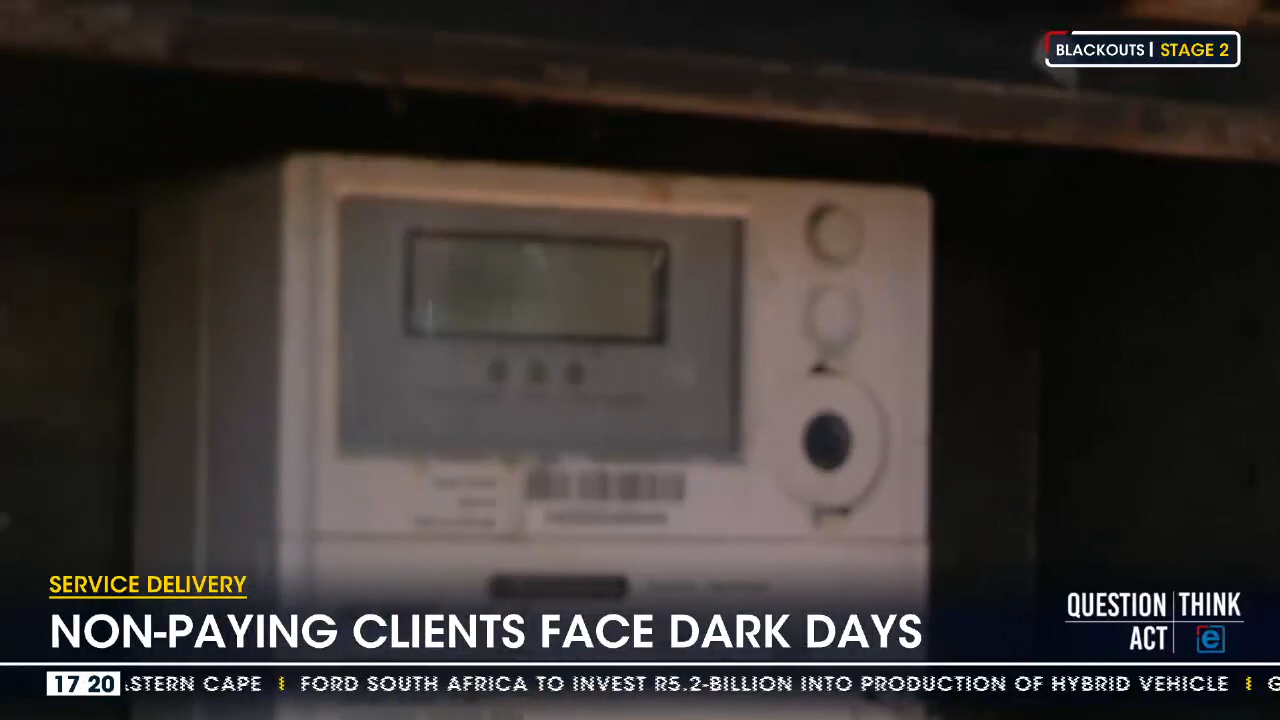 BLACKOUTS | STAGE 2
SERVICE DELIVERY
NON-PAYING CLIENTS FACE DARK DAYS
QUESTION THINK
ACT e
17 20 .STERN CAPE FORD SOUTH AFRICA TO INVEST R5.2-BILLION INTO PRODUCTION OF HYBRID VEHICLE G